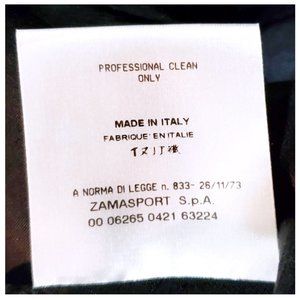 PROFESSIONAL CLEAN
ONLY
MADE IN ITALY
FABRIQUE: EN ITALIE
A NORMA DI LEGGE n. 833- 26/11/73
ZAMASPORT S.p.A.
00 06265 0421 63224